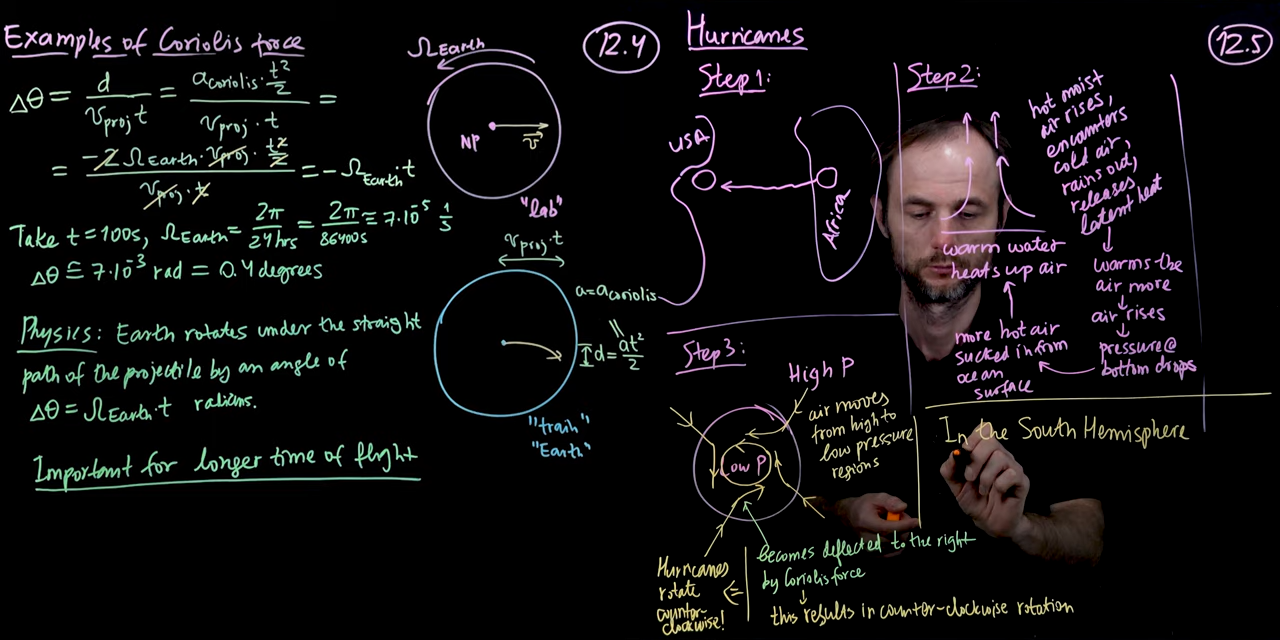 Examples of Coriolis force
Δθ = d / v_proj t = a_coriolis · t²/2 / v_proj · t =
= -2 Ω_Earth · v_proj · t²/2 / v_proj · t = - Ω_Earth · t
Take t=100s, Ω_Earth = 2π / 24hrs = 2π / 86400s ≅ 7·10⁻⁵ 1/s
Δθ ≅ 7·10⁻³ rad = 0.4 degrees
Physics: Earth rotates under the straight
path of the projectile by an angle of
Δθ = Ω_Earth · t radians.
Important for longer time of flight
Ω_Earth
NP
v⃗
"lab"
v_proj · t
a=a_coriolis
d = at²/2
"train"
"Earth"
12.4
Hurricanes
12.5
Step1:
USA
Africa
Step2:
hot moist
air rises,
encounters
cold air,
rains old,
releases
latent heat
warms the
air more
air rises
pressure@
bottom drops
more hot air
sucked in from
ocean
surface
warm water
heats up air
Step3:
High P
Low P
air moves
from high to
low pressure
regions
becomes deflected to the right
by Coriolis force
this results in counter-clockwise rotation
⇐
Hurricanes
rotate
counter-
clockwise!
In the South Hemisphere